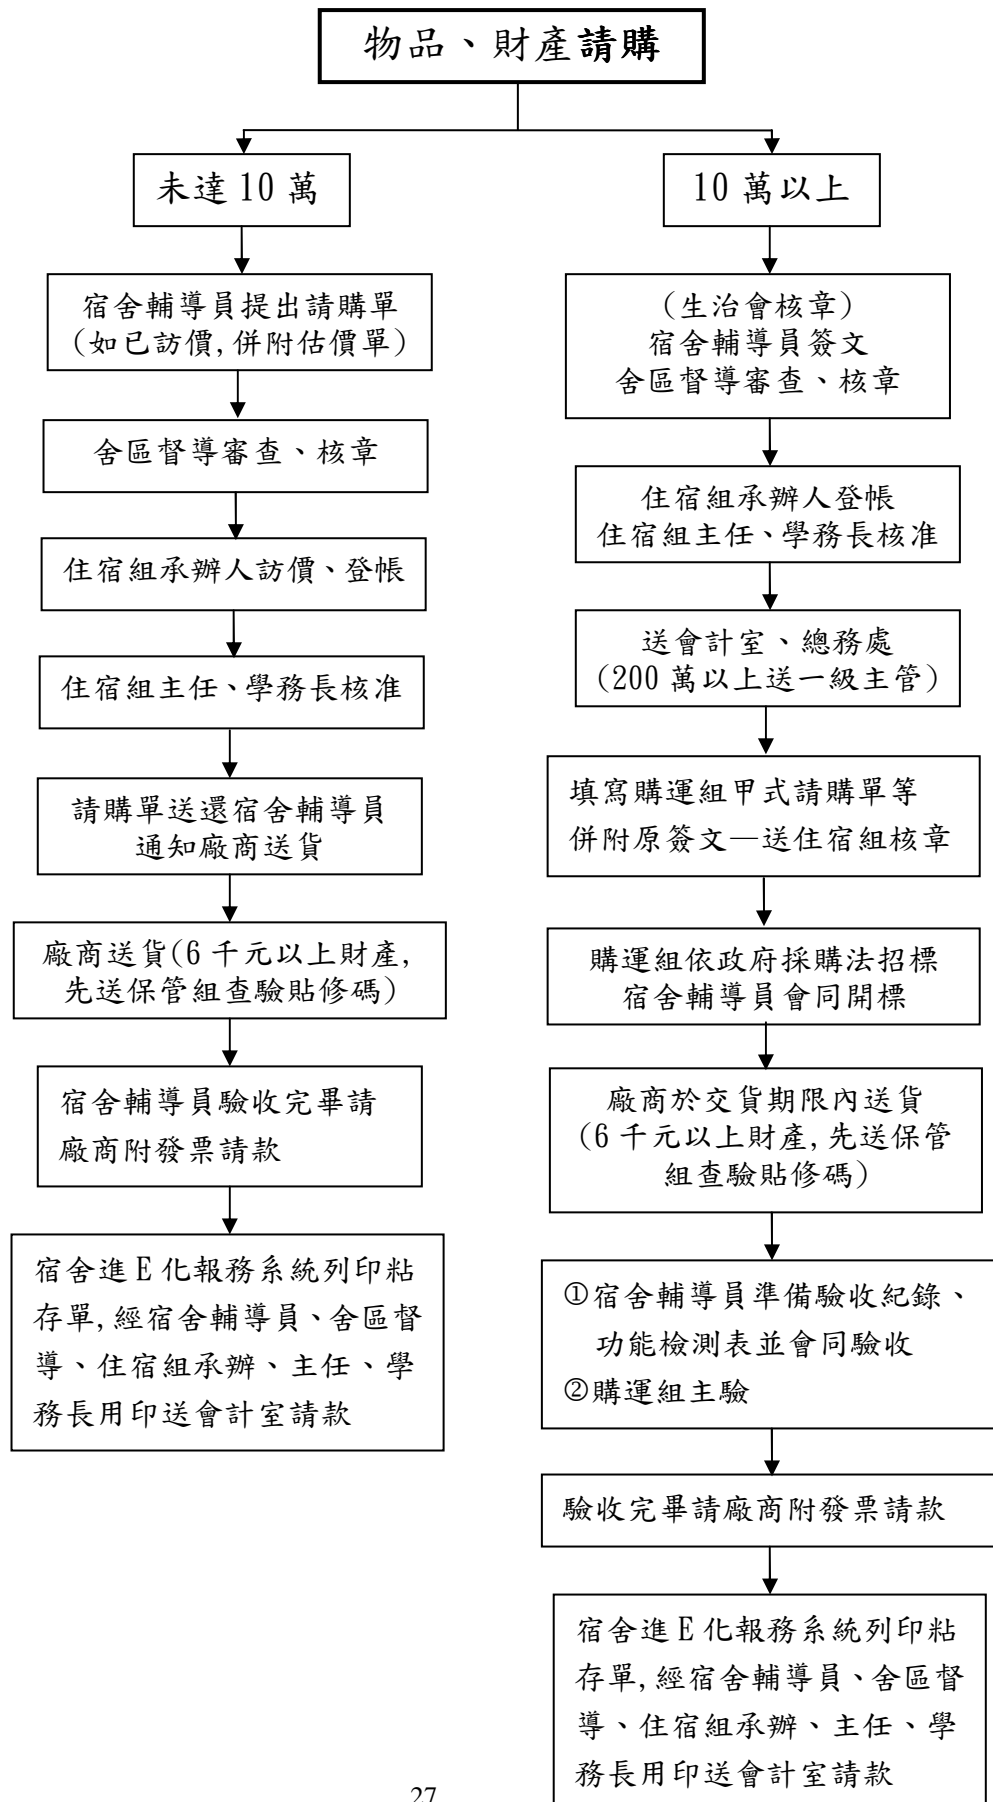 物品、財產請購
未達 10 萬
宿舍輔導員提出請購單
(如已訪價,併附估價單)
舍區督導審查、核章
住宿組承辦人訪價、登帳
住宿組主任、學務長核准
請購單送還宿舍輔導員
通知廠商送貨
廠商送貨(6 千元以上財產,
先送保管組查驗貼修碼)
宿舍輔導員驗收完畢請
廠商附發票請款
宿舍進 E 化報務系統列印粘
存單,經宿舍輔導員、舍區督
導、住宿組承辦、主任、學
務長用印送會計室請款
10 萬以上
(生治會核章)
宿舍輔導員簽文
舍區督導審查、核章
住宿組承辦人登帳
住宿組主任、學務長核准
送會計室、總務處
(200 萬以上送一級主管)
填寫購運組甲式請購單等
併附原簽文—送住宿組核章
購運組依政府採購法招標
宿舍輔導員會同開標
廠商於交貨期限內送貨
(6 千元以上財產,先送保管
組查驗貼修碼)
①宿舍輔導員準備驗收紀錄、
功能檢測表並會同驗收
②購運組主驗
驗收完畢請廠商附發票請款
宿舍進 E 化報務系統列印粘
存單,經宿舍輔導員、舍區督
導、住宿組承辦、主任、學
務長用印送會計室請款
27